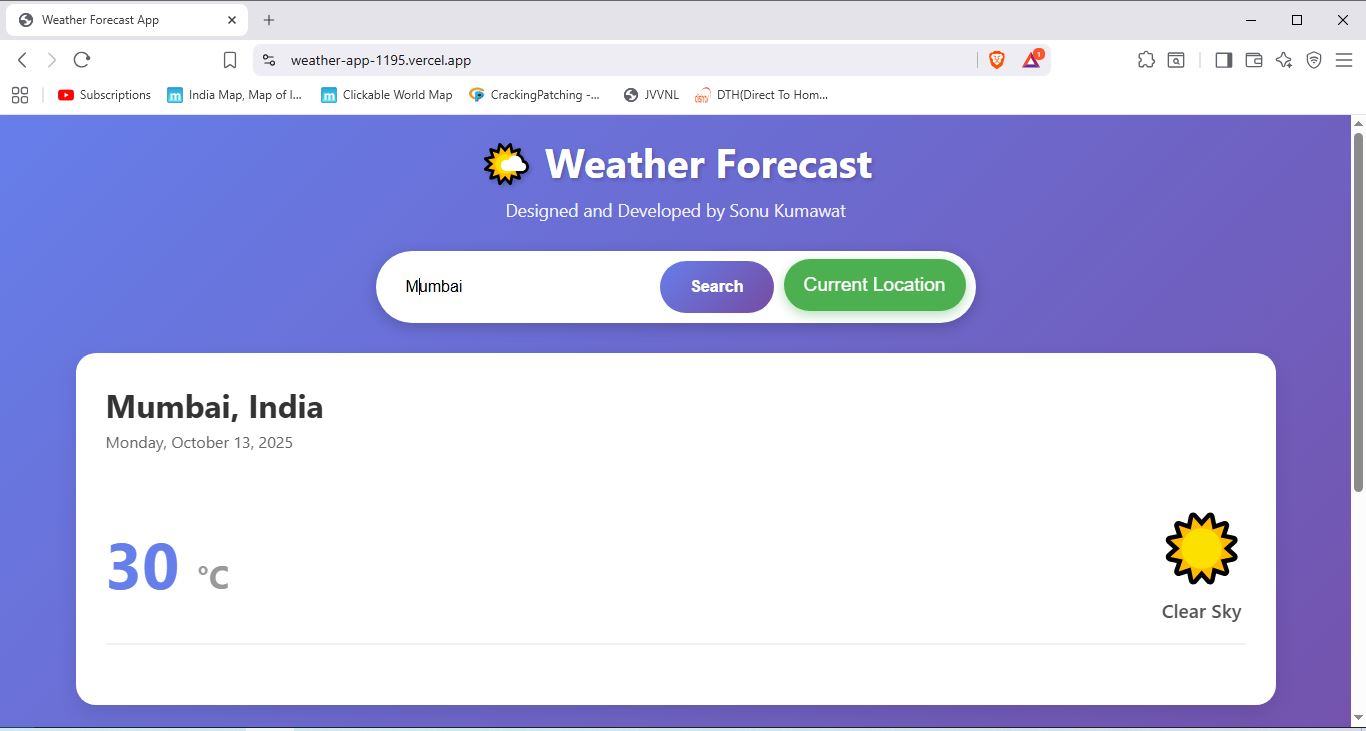 Weather Forecast App
weather-app-1195.vercel.app
1
Subscriptions
India Map, Map of I...
Clickable World Map
CrackingPatching -...
JVVNL
DTH(Direct To Hom...
Weather Forecast
Designed and Developed by Sonu Kumawat
Mumbai
Search
Current Location
Mumbai, India
Monday, October 13, 2025
30 °C
Clear Sky